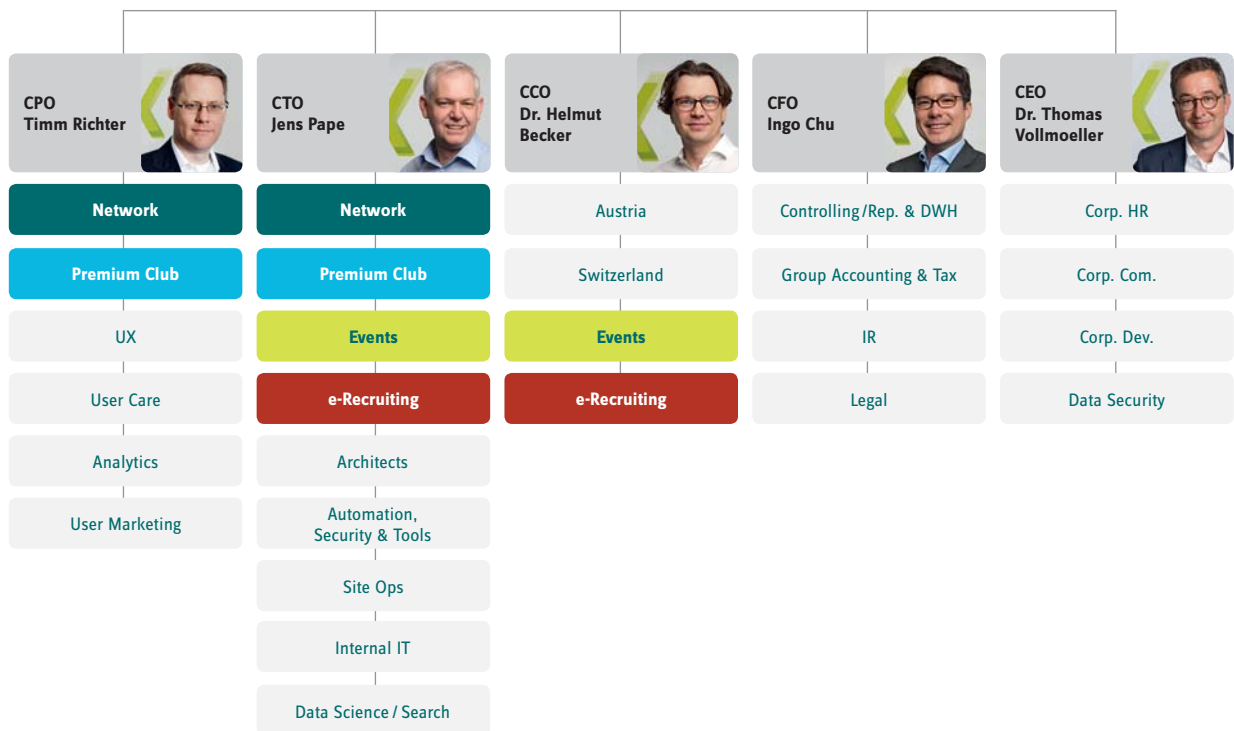 CPO
Timm Richter
Network
Premium Club
UX
User Care
Analytics
User Marketing
CTO
Jens Pape
Network
Premium Club
Events
e-Recruiting
Architects
Automation,
Security & Tools
Site Ops
Internal IT
Data Science / Search
CCO
Dr. Helmut
Becker
Austria
Switzerland
Events
e-Recruiting
CFO
Ingo Chu
Controlling / Rep. & DWH
Group Accounting & Tax
IR
Legal
CEO
Dr. Thomas
Vollmoeller
Corp. HR
Corp. Com.
Corp. Dev.
Data Security